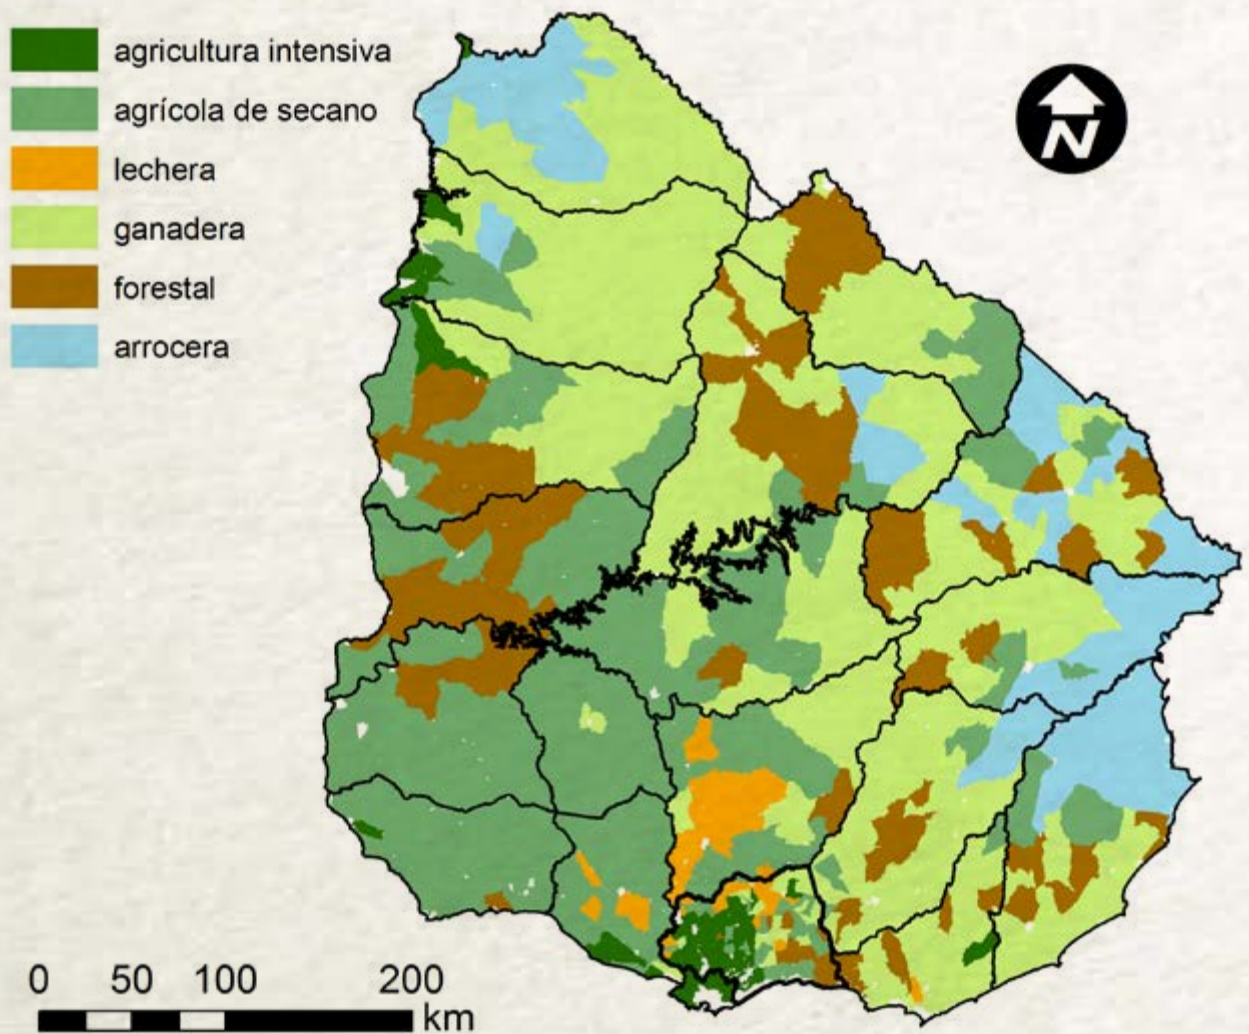 agricultura intensiva
agrícola de secano
lechera
ganadera
forestal
arrocera
N
0 50 100 200
km